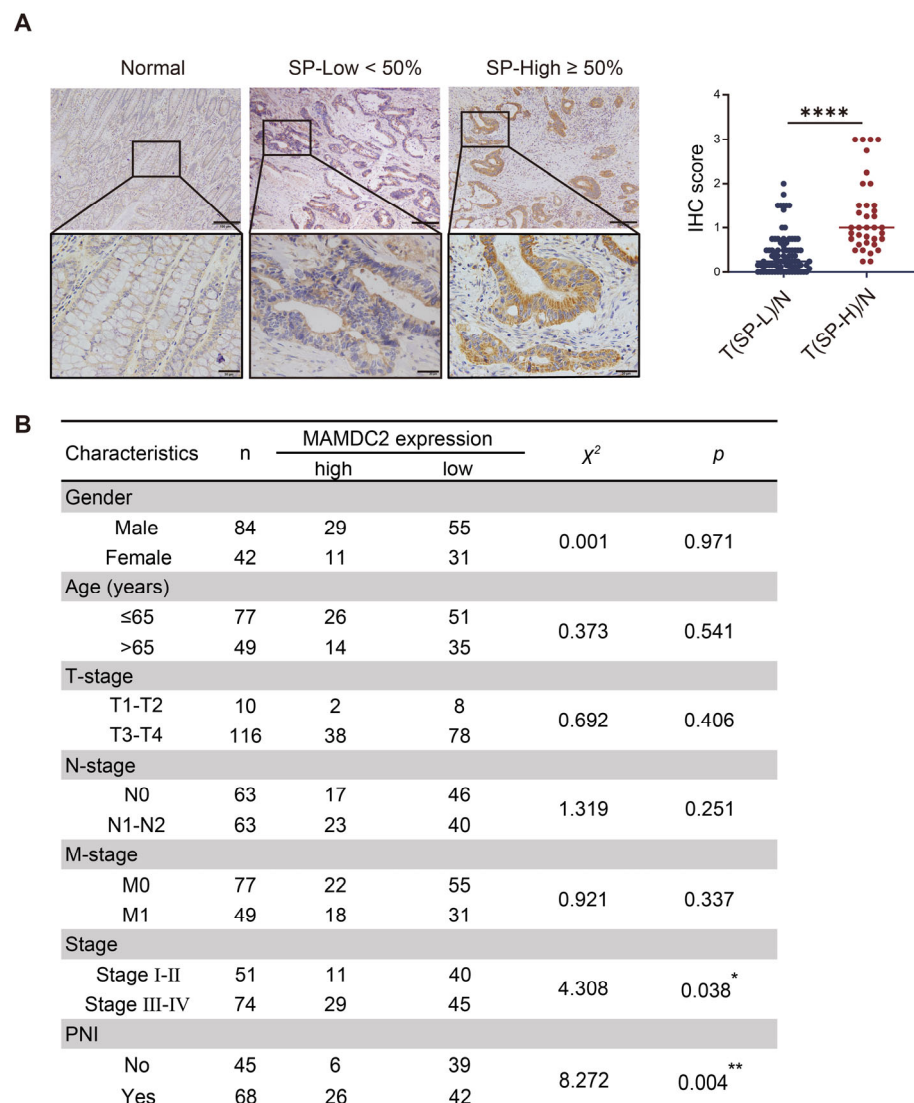 A
Normal
SP-Low < 50%
SP-High ≥ 50%
IHC score
4
3
2
1
0
****
T(SP-L)/N
T(SP-H)/N
B
Characteristics n MAMDC2 expression χ² p
high low
Gender
Male 84 29 55
0.001 0.971
Female 42 11 31
Age (years)
≤65 77 26 51
0.373 0.541
>65 49 14 35
T-stage
T1-T2 10 2 8
0.692 0.406
T3-T4 116 38 78
N-stage
N0 63 17 46
1.319 0.251
N1-N2 63 23 40
M-stage
M0 77 22 55
0.921 0.337
M1 49 18 31
Stage
Stage I-II 51 11 40
4.308 0.038*
Stage III-IV 74 29 45
PNI
No 45 6 39
8.272 0.004**
Yes 68 26 42